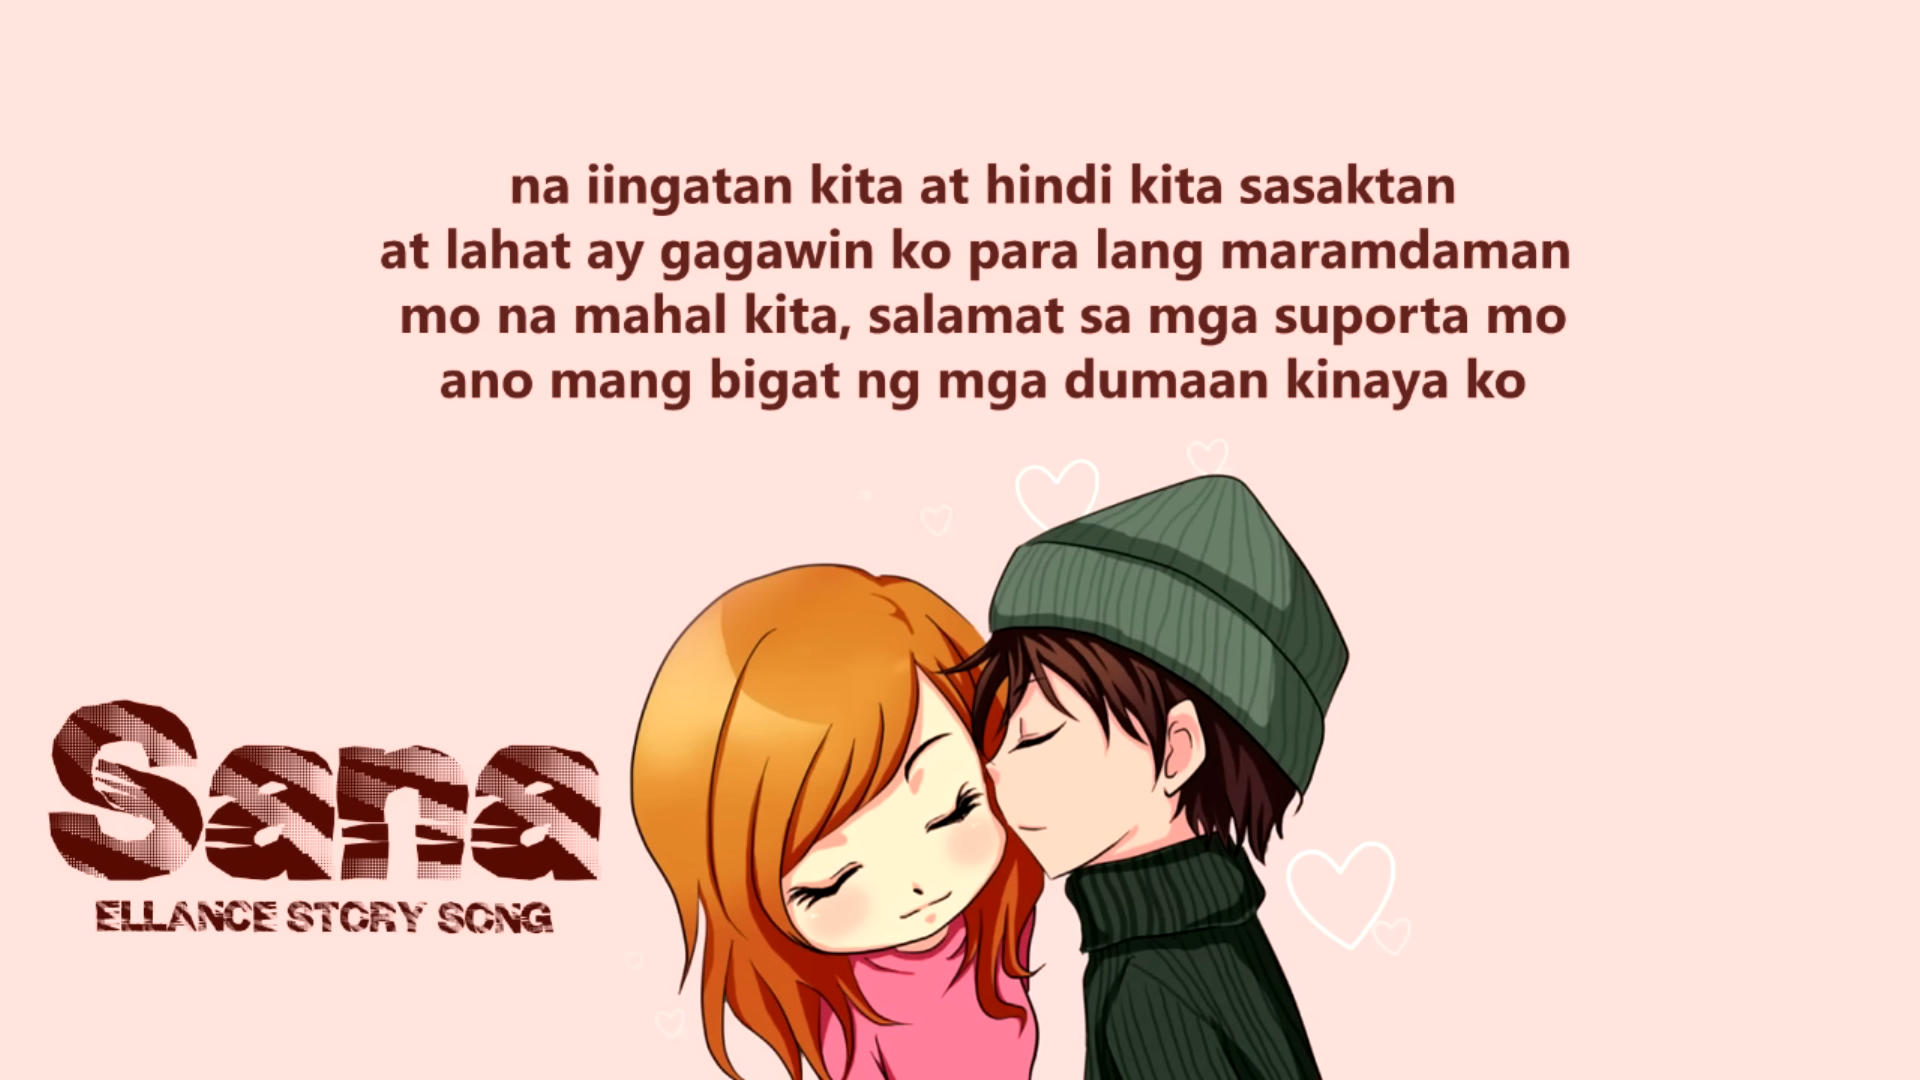 na iingatan kita at hindi kita sasaktan
at lahat ay gagawin ko para lang maramdaman
mo na mahal kita, salamat sa mga suporta mo
ano mang bigat ng mga dumaan kinaya ko
Sana
ELLANCE STORY SONG